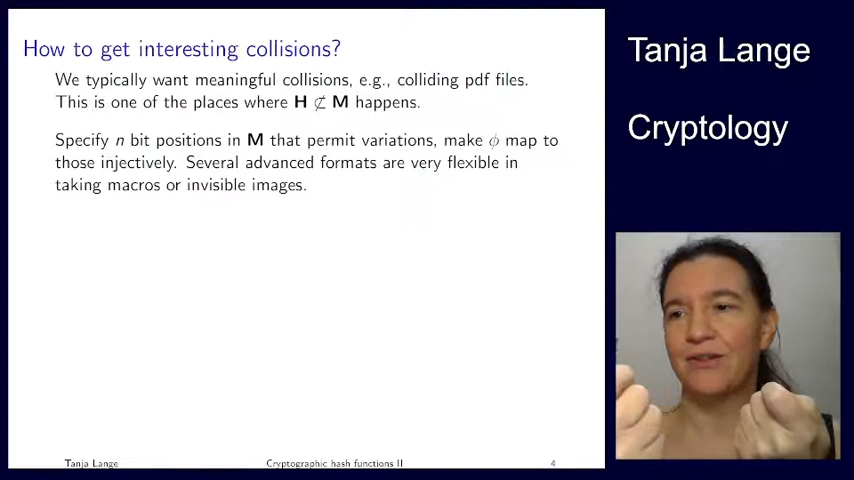 How to get interesting collisions?
We typically want meaningful collisions, e.g., colliding pdf files.
This is one of the places where H ⊄ M happens.
Specify n bit positions in M that permit variations, make ϕ map to
those injectively. Several advanced formats are very flexible in
taking macros or invisible images.
Tanja Lange Cryptographic hash functions II 4
Tanja Lange
Cryptology